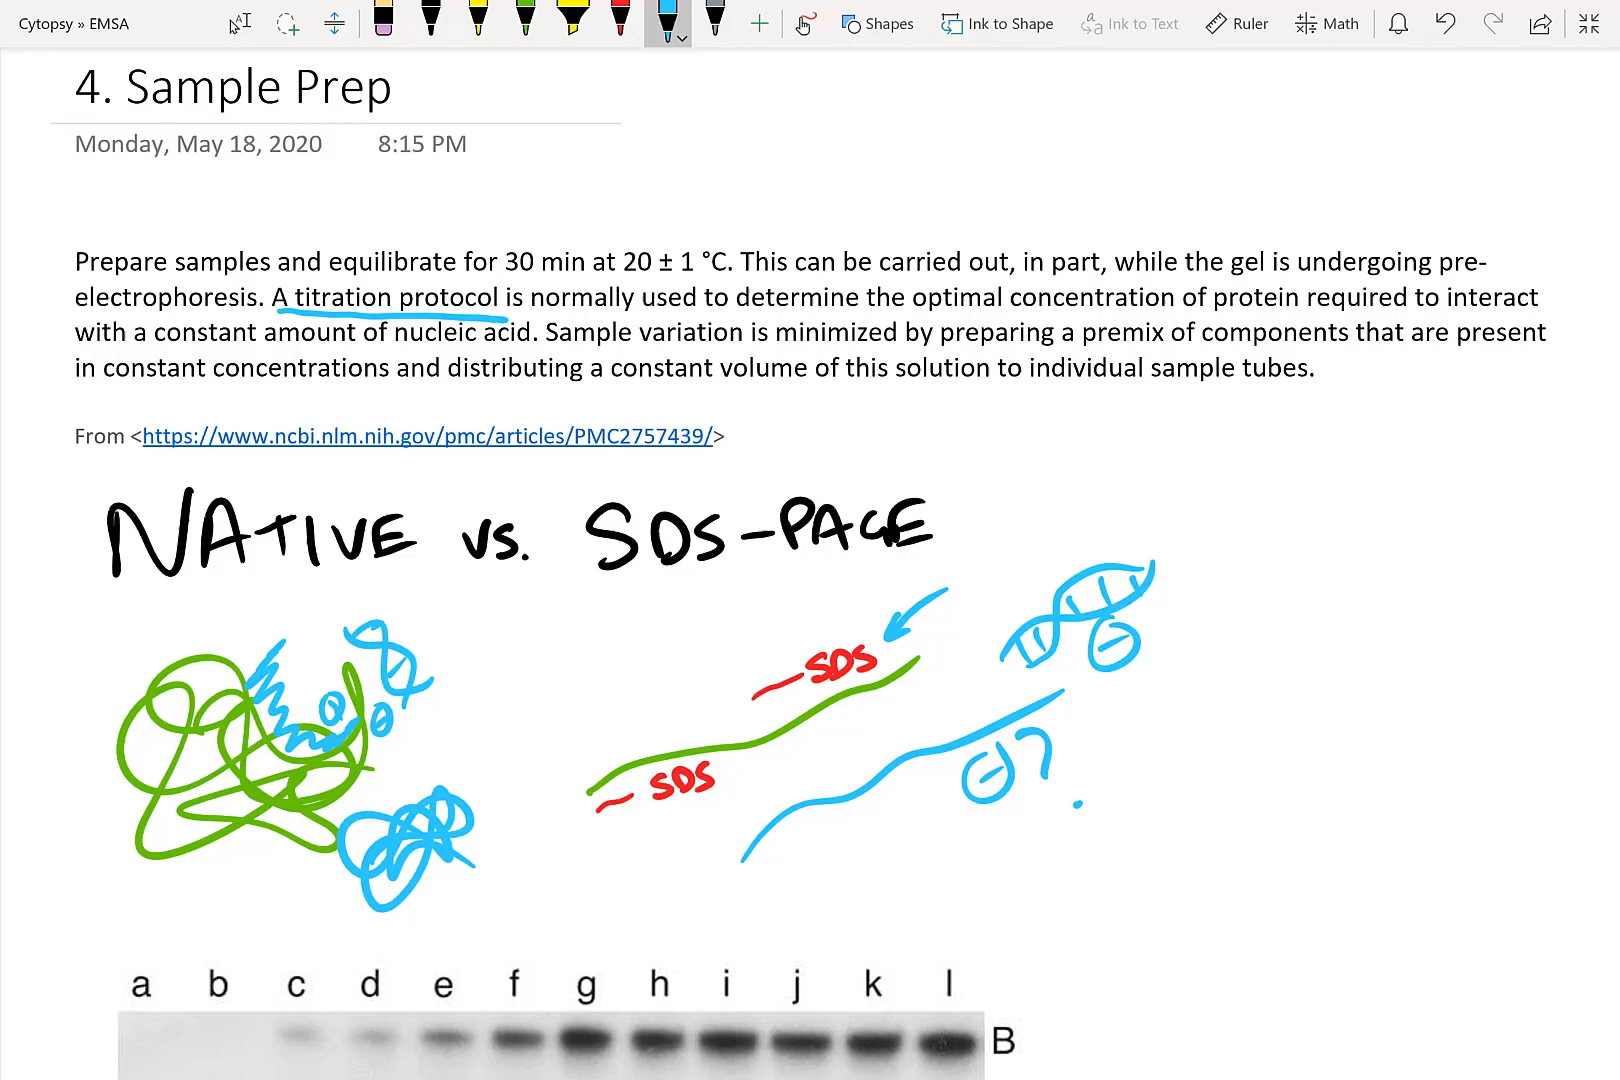 Cytopsy » EMSA
Shapes Ink to Shape Ink to Text Ruler Math
4. Sample Prep
Monday, May 18, 2020 8:15 PM
Prepare samples and equilibrate for 30 min at 20 ± 1 °C. This can be carried out, in part, while the gel is undergoing pre-
electrophoresis. A titration protocol is normally used to determine the optimal concentration of protein required to interact
with a constant amount of nucleic acid. Sample variation is minimized by preparing a premix of components that are present
in constant concentrations and distributing a constant volume of this solution to individual sample tubes.
From <https://www.ncbi.nlm.nih.gov/pmc/articles/PMC2757439/>
NATIVE vs. SDS-PAGE
SDS
SDS
?
a b c d e f g h i j k l
B